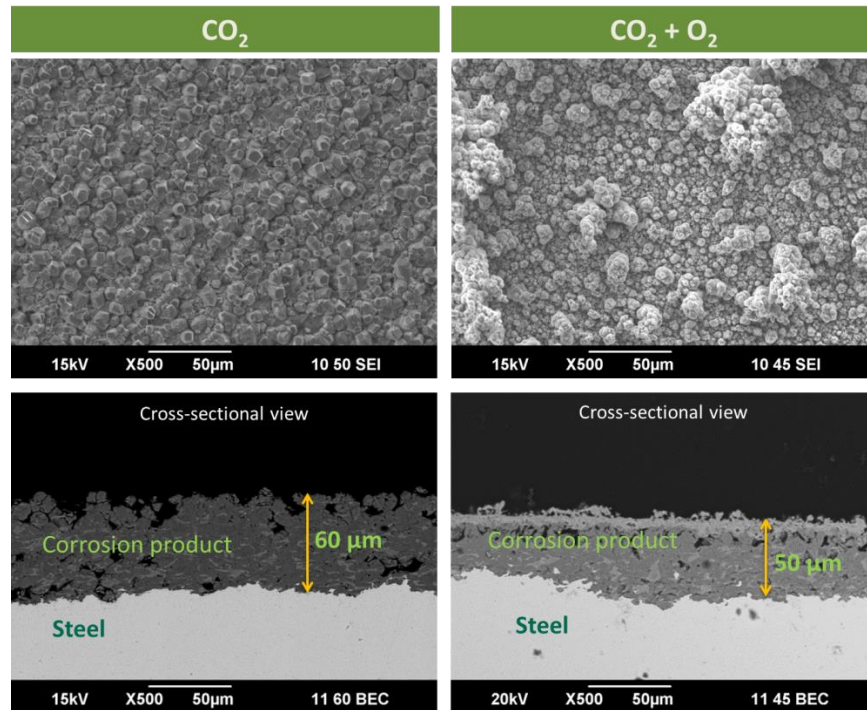 CO₂
CO₂ + O₂
15kV X500 50μm 10 50 SEI
15kV X500 50μm 10 45 SEI
Cross-sectional view
Corrosion product
60 μm
Steel
15kV X500 50μm 11 60 BEC
Cross-sectional view
Corrosion product
50 μm
Steel
20kV X500 50μm 11 45 BEC